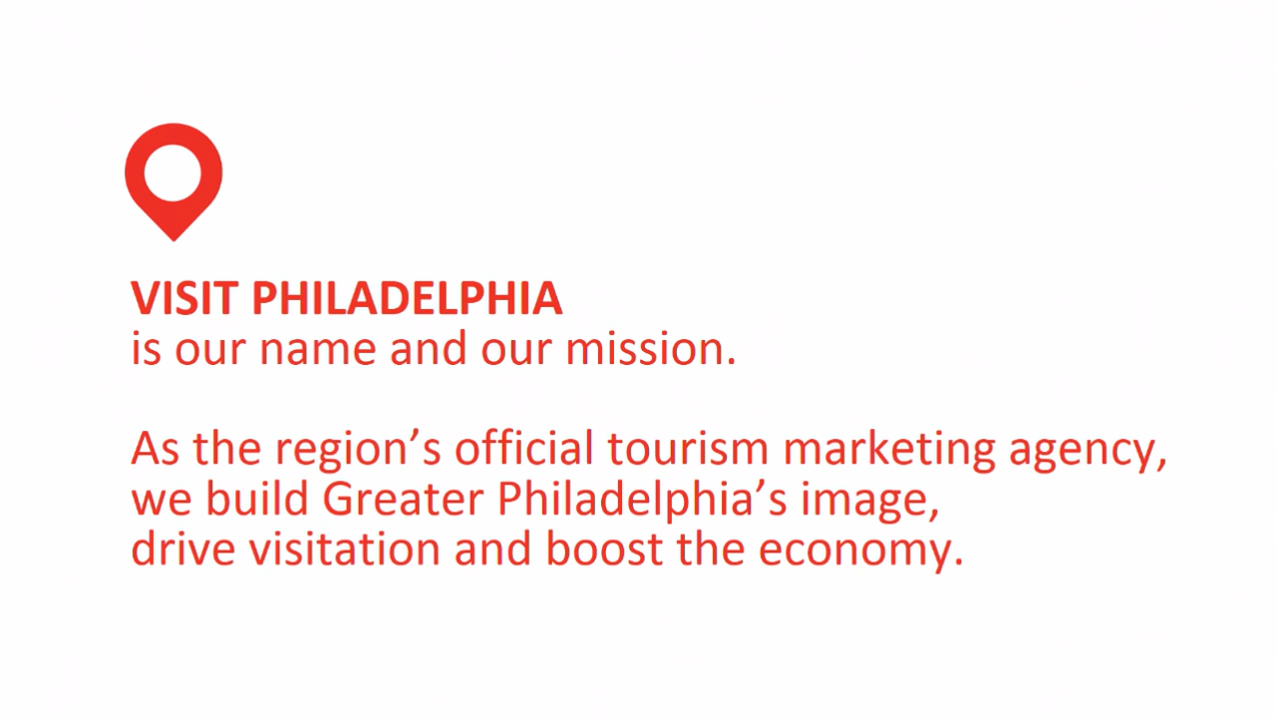 VISIT PHILADELPHIA
is our name and our mission.
As the region’s official tourism marketing agency,
we build Greater Philadelphia’s image,
drive visitation and boost the economy.